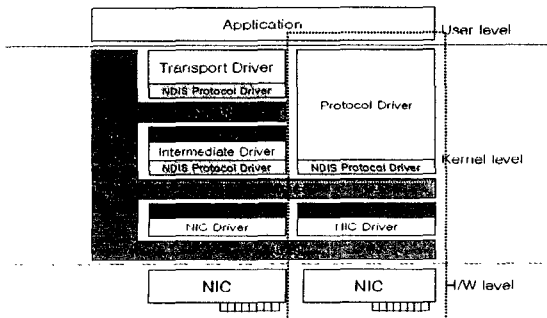 Application
User level
Transport Driver
NDIS Protocol Driver
Protocol Driver
Intermediate Driver
NDIS Protocol Driver
NDIS Protocol Driver
Kernel level
NIC Driver
NIC Driver
NIC
NIC
H/W level